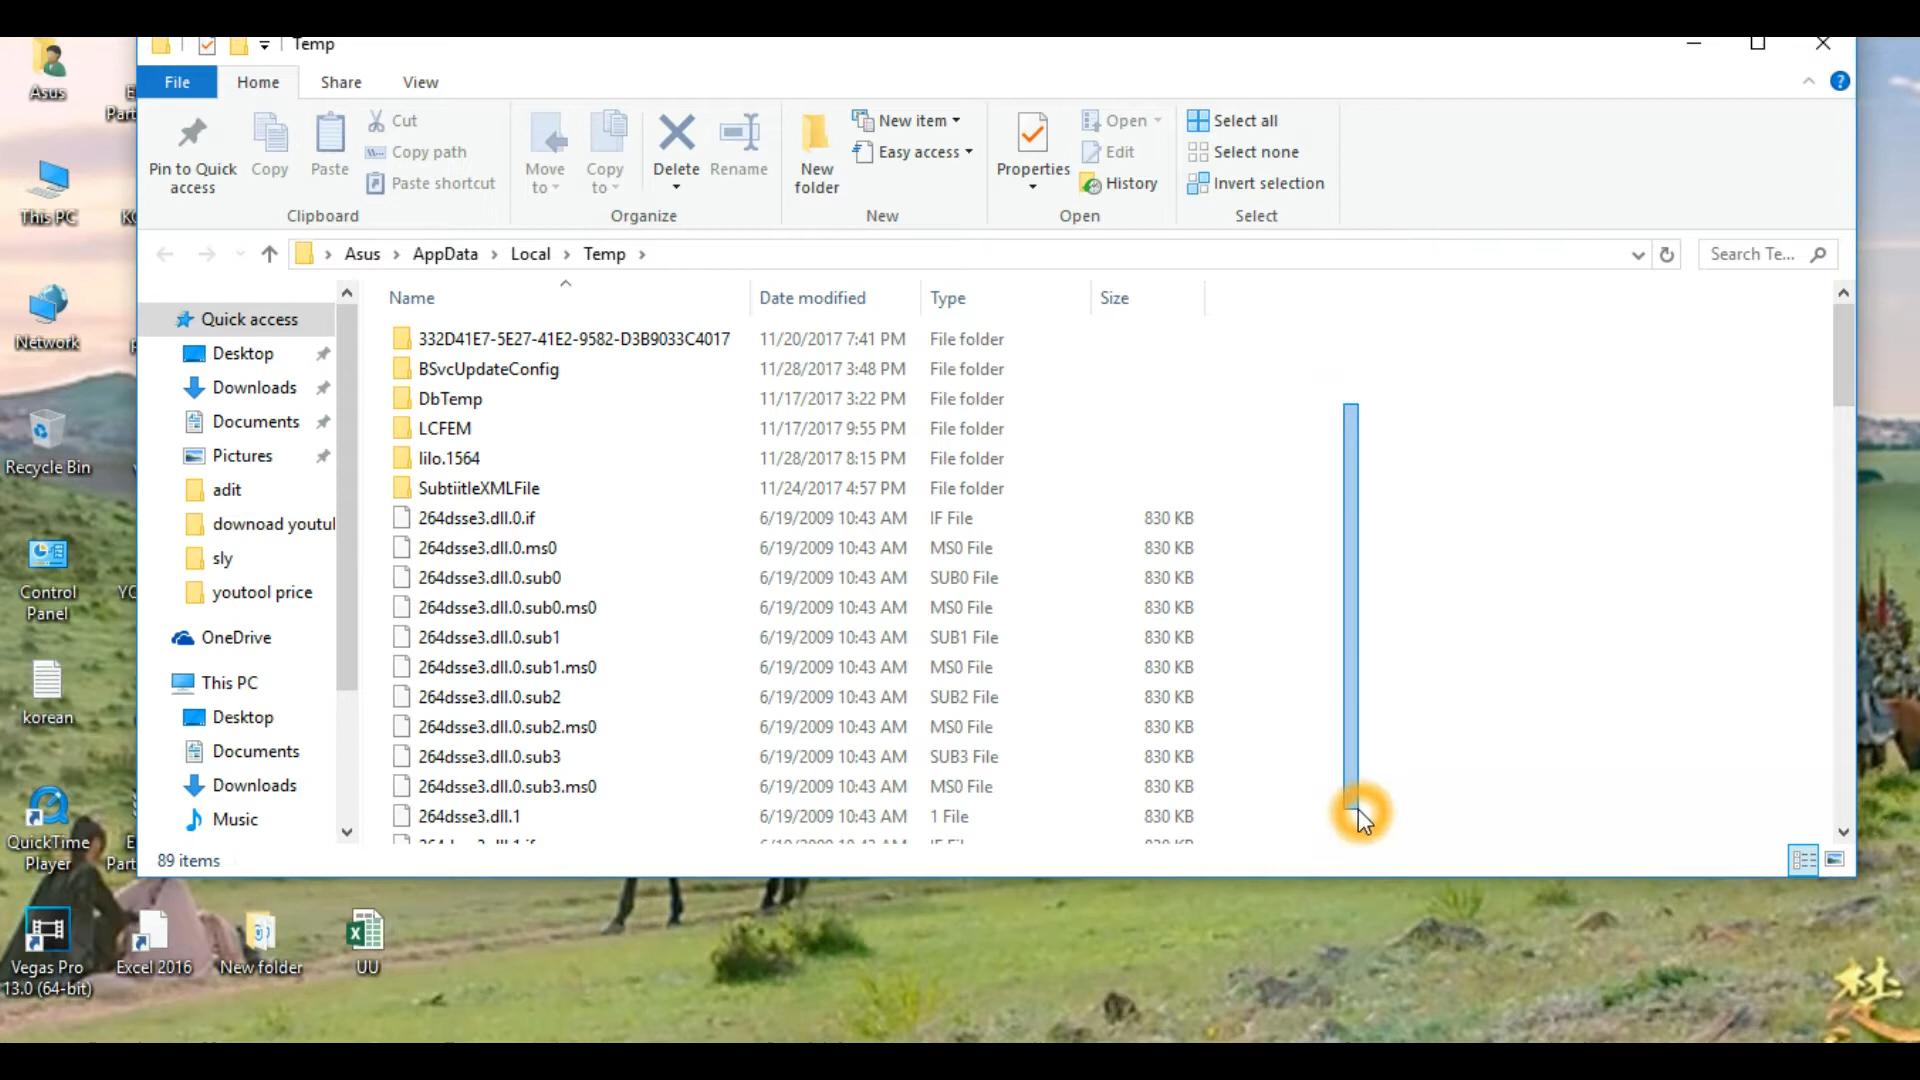 Temp
File
Home
Share
View
Pin to Quick
access
Copy
Paste
Cut
Copy path
Paste shortcut
Clipboard
Move
to
Copy
to
Delete
Rename
Organize
New
folder
New item
Easy access
New
Properties
Open
Edit
History
Open
Select all
Select none
Invert selection
Select
Asus > AppData > Local > Temp >
Search Te...
Name
Date modified
Type
Size
332D41E7-5E27-41E2-9582-D3B9033C4017 11/20/2017 7:41 PM File folder
BSvcUpdateConfig 11/28/2017 3:48 PM File folder
DbTemp 11/17/2017 3:22 PM File folder
LCFEM 11/17/2017 9:55 PM File folder
lilo.1564 11/28/2017 8:15 PM File folder
SubtiitleXMLFile 11/24/2017 4:57 PM File folder
264dsse3.dll.0.if 6/19/2009 10:43 AM IF File 830 KB
264dsse3.dll.0.ms0 6/19/2009 10:43 AM MS0 File 830 KB
264dsse3.dll.0.sub0 6/19/2009 10:43 AM SUB0 File 830 KB
264dsse3.dll.0.sub0.ms0 6/19/2009 10:43 AM MS0 File 830 KB
264dsse3.dll.0.sub1 6/19/2009 10:43 AM SUB1 File 830 KB
264dsse3.dll.0.sub1.ms0 6/19/2009 10:43 AM MS0 File 830 KB
264dsse3.dll.0.sub2 6/19/2009 10:43 AM SUB2 File 830 KB
264dsse3.dll.0.sub2.ms0 6/19/2009 10:43 AM MS0 File 830 KB
264dsse3.dll.0.sub3 6/19/2009 10:43 AM SUB3 File 830 KB
264dsse3.dll.0.sub3.ms0 6/19/2009 10:43 AM MS0 File 830 KB
264dsse3.dll.1 6/19/2009 10:43 AM 1 File 830 KB
Quick access
Desktop
Downloads
Documents
Pictures
adit
downoad youtul
sly
youtool price
OneDrive
This PC
Desktop
Documents
Downloads
Music
89 items
Asus
This PC
Network
Recycle Bin
Control
Panel
korean
QuickTime
Player
Vegas Pro
13.0 (64-bit)
Excel 2016
New folder
UU
E
Part
KO
YO
E
Part